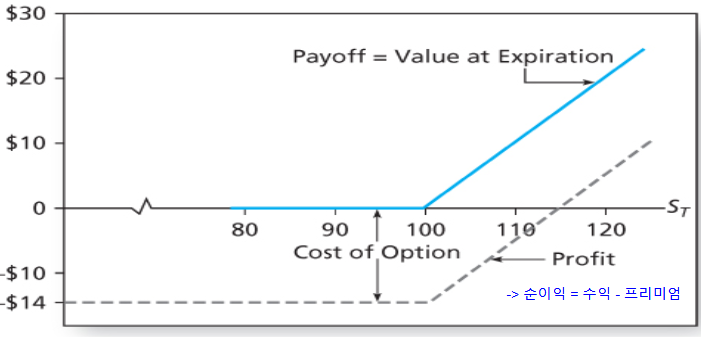 $30
Payoff = Value at Expiration
$20
$10
0
S_T
80 90 100 110 120
Cost of Option
Profit
-$10
-> 순이익 = 수익 - 프리미엄
-$14